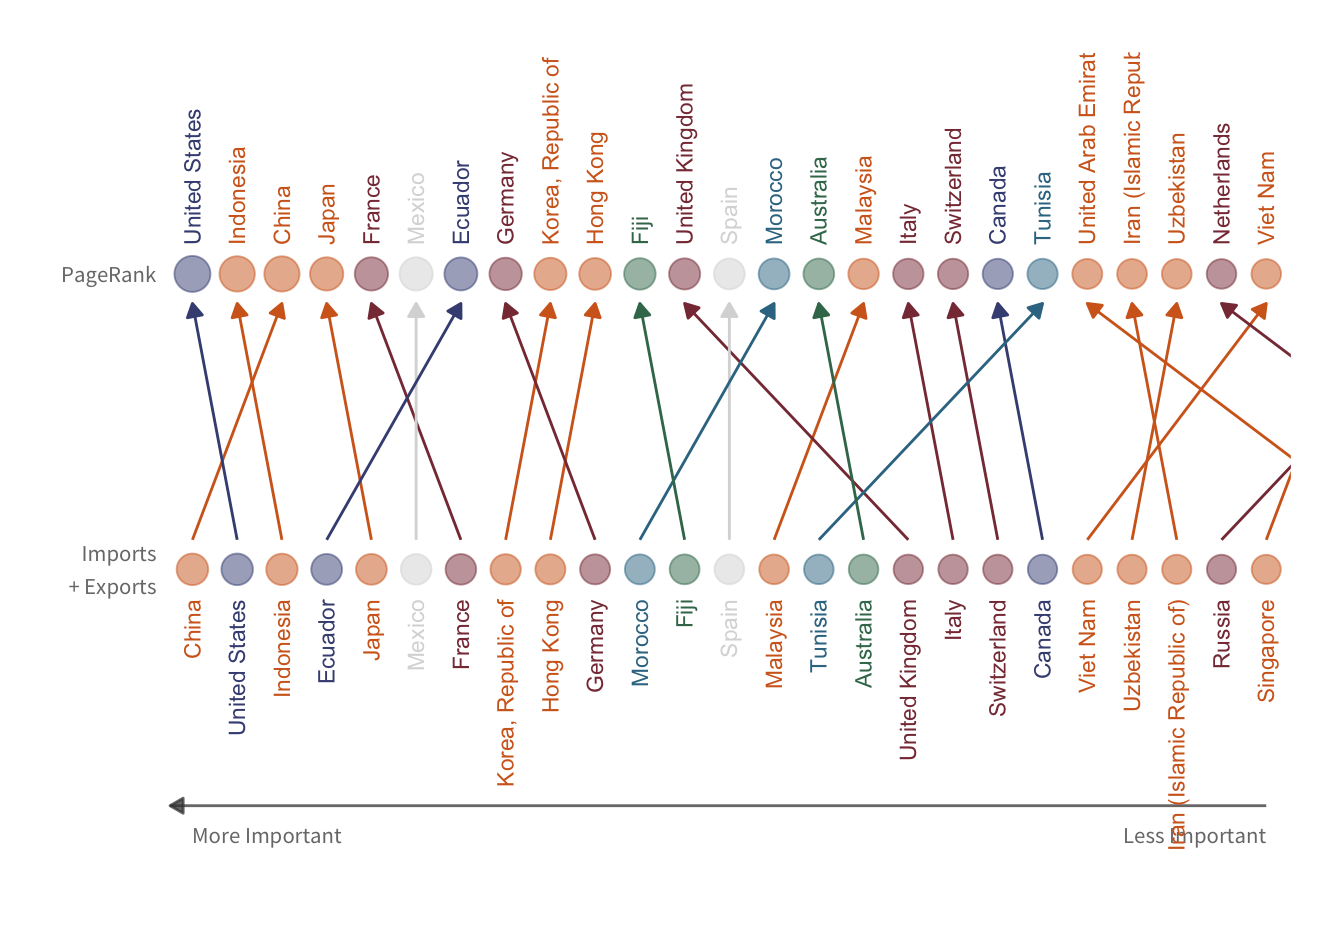 United States
Indonesia
China
Japan
France
Mexico
Ecuador
Germany
Korea, Republic of
Hong Kong
Fiji
United Kingdom
Spain
Morocco
Australia
Malaysia
Italy
Switzerland
Canada
Tunisia
United Arab Emirat
Iran (Islamic Repub
Uzbekistan
Netherlands
Viet Nam
PageRank
Imports
+ Exports
China
United States
Indonesia
Ecuador
Japan
Mexico
France
Korea, Republic of
Hong Kong
Germany
Morocco
Fiji
Spain
Malaysia
Tunisia
Australia
United Kingdom
Italy
Switzerland
Canada
Viet Nam
Uzbekistan
Iran (Islamic Republic of)
Russia
Singapore
More Important
Less Important